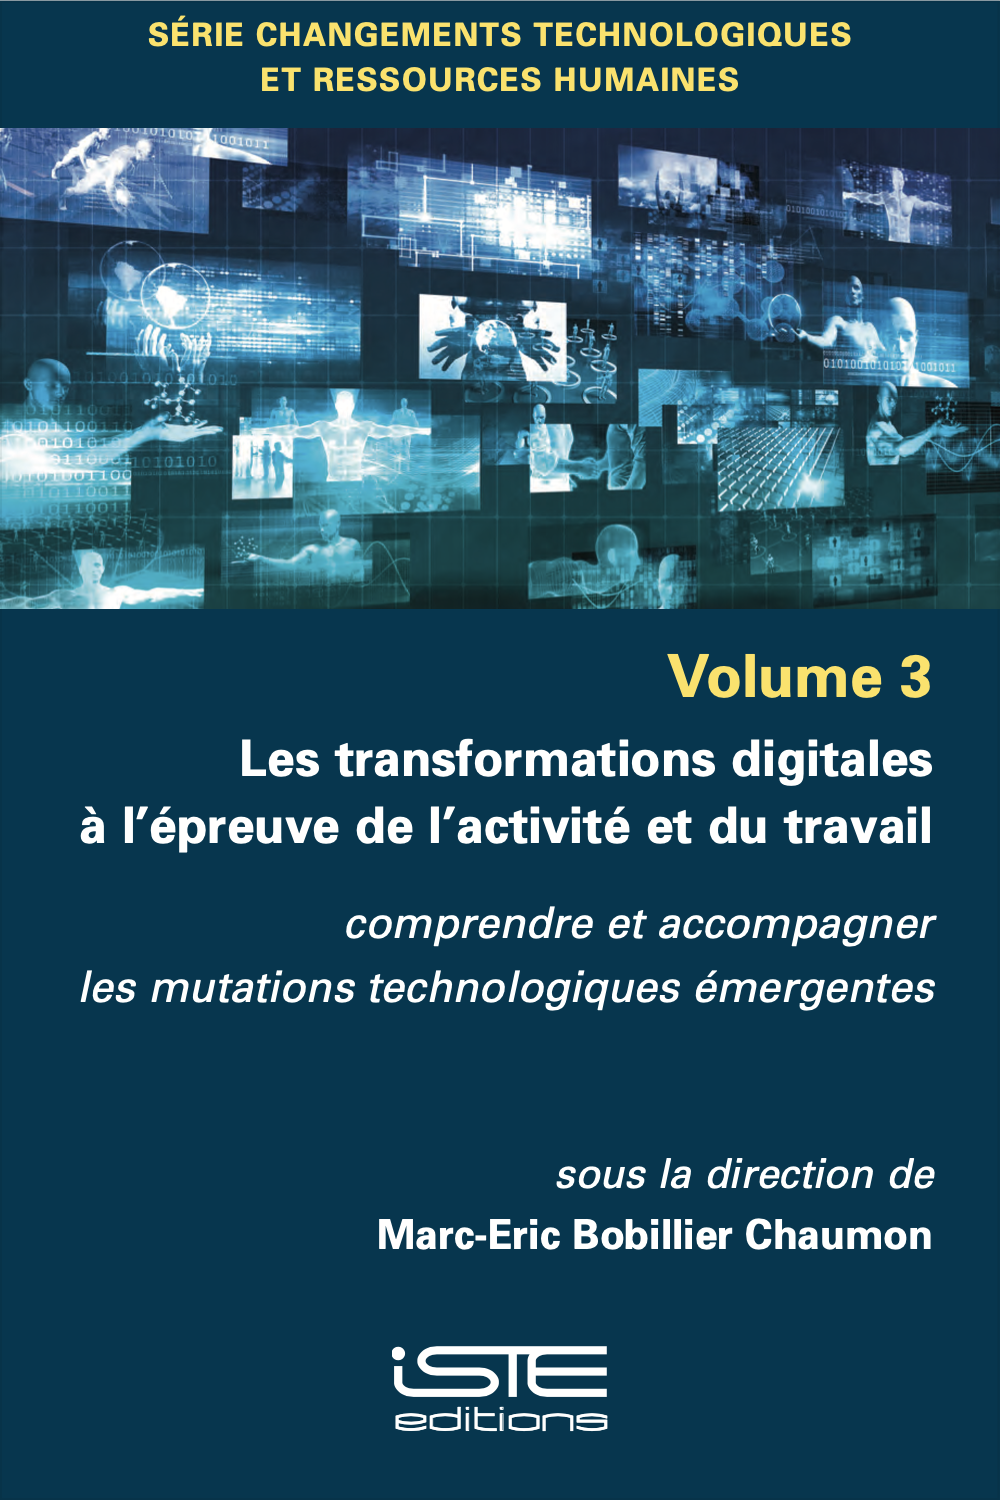 SÉRIE CHANGEMENTS TECHNOLOGIQUES
ET RESSOURCES HUMAINES
Volume 3
Les transformations digitales
à l’épreuve de l’activité et du travail
comprendre et accompagner
les mutations technologiques émergentes
sous la direction de
Marc-Eric Bobillier Chaumon
iSTE
editions